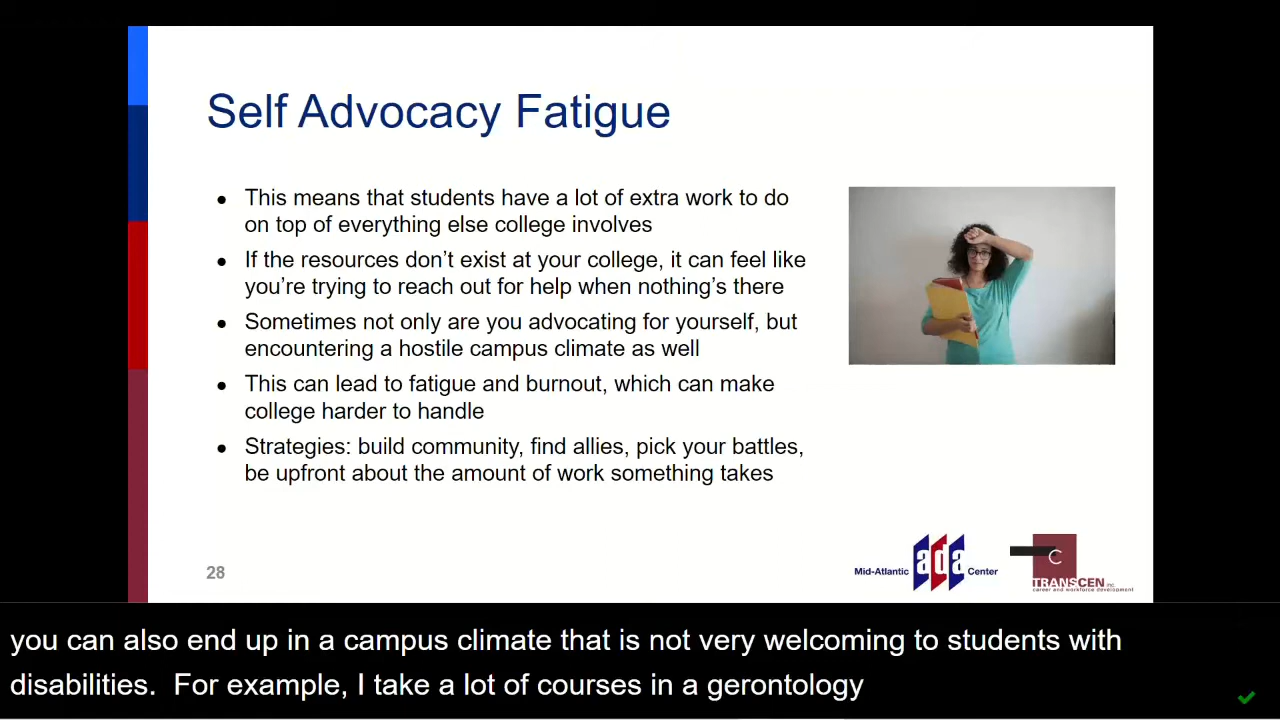 Self Advocacy Fatigue
● This means that students have a lot of extra work to do
on top of everything else college involves
● If the resources don’t exist at your college, it can feel like
you’re trying to reach out for help when nothing’s there
● Sometimes not only are you advocating for yourself, but
encountering a hostile campus climate as well
● This can lead to fatigue and burnout, which can make
college harder to handle
● Strategies: build community, find allies, pick your battles,
be upfront about the amount of work something takes
28
Mid-Atlantic ada Center
C
TRANSCEN inc.
career and workforce development
you can also end up in a campus climate that is not very welcoming to students with
disabilities.  For example, I take a lot of courses in a gerontology